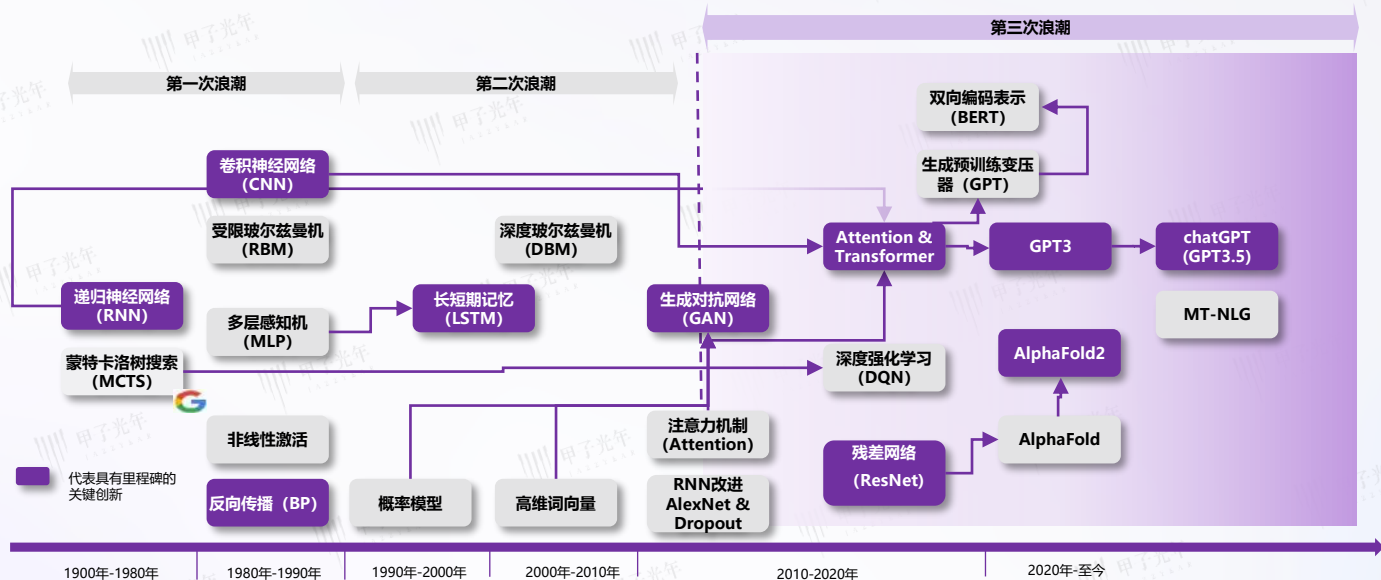 第三次浪潮
第一次浪潮
第二次浪潮
双向编码表示
(BERT)
卷积神经网络
(CNN)
生成预训练变压
器（GPT）
受限玻尔兹曼机
(RBM)
深度玻尔兹曼机
(DBM)
Attention &
Transformer
GPT3
chatGPT
(GPT3.5)
递归神经网络
(RNN)
多层感知机
(MLP)
长短期记忆
(LSTM)
生成对抗网络
(GAN)
MT-NLG
蒙特卡洛树搜索
(MCTS)
深度强化学习
(DQN)
AlphaFold2
非线性激活
注意力机制
(Attention)
残差网络
(ResNet)
AlphaFold
代表具有里程碑的
关键创新
反向传播（BP）
概率模型
高维词向量
RNN改进
AlexNet &
Dropout
1900年-1980年
1980年-1990年
1990年-2000年
2000年-2010年
2010-2020年
2020年-至今
甲子光年